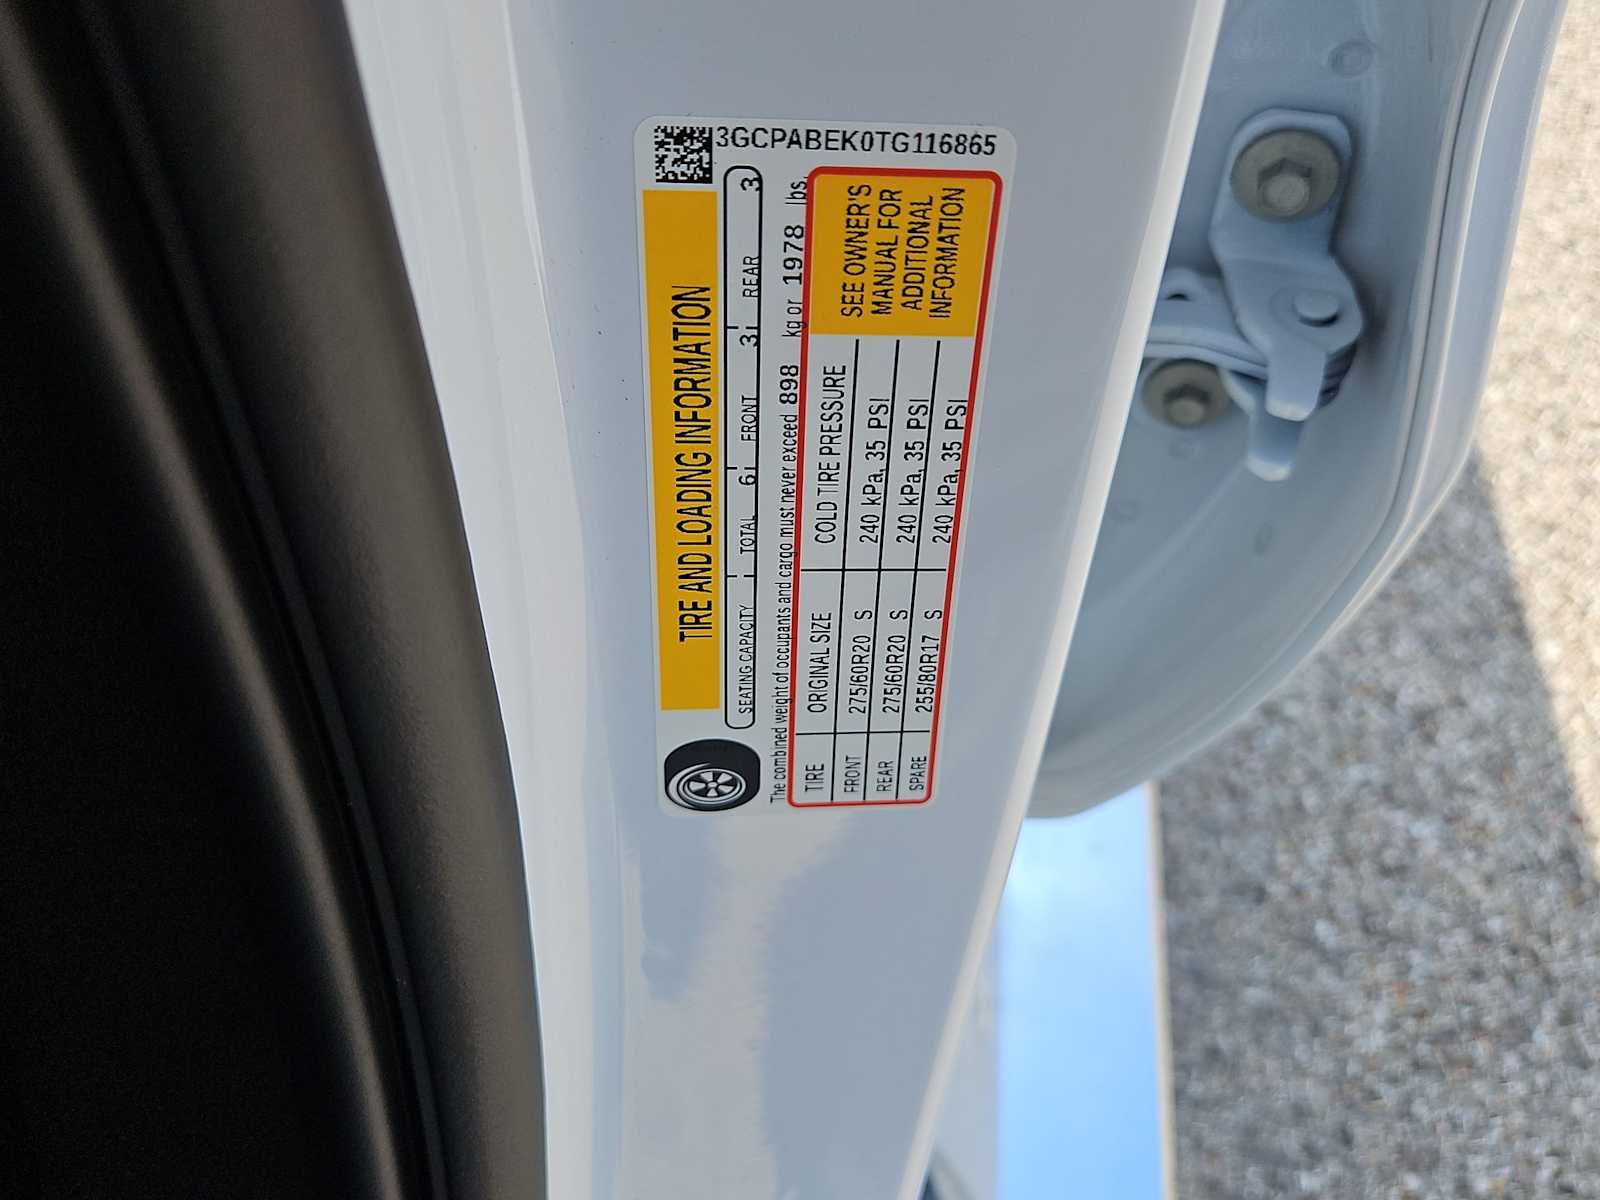 3GCPABEK0TG116865
TIRE AND LOADING INFORMATION
SEATING CAPACITY TOTAL 6 FRONT 3 REAR 3
The combined weight of occupants and cargo must never exceed 898 kg or 1978 lbs.
TIRE ORIGINAL SIZE COLD TIRE PRESSURE
FRONT 275/60R20 S 240 kPa, 35 PSI
REAR 275/60R20 S 240 kPa, 35 PSI
SPARE 255/80R17 S 240 kPa, 35 PSI
SEE OWNER'S
MANUAL FOR
ADDITIONAL
INFORMATION